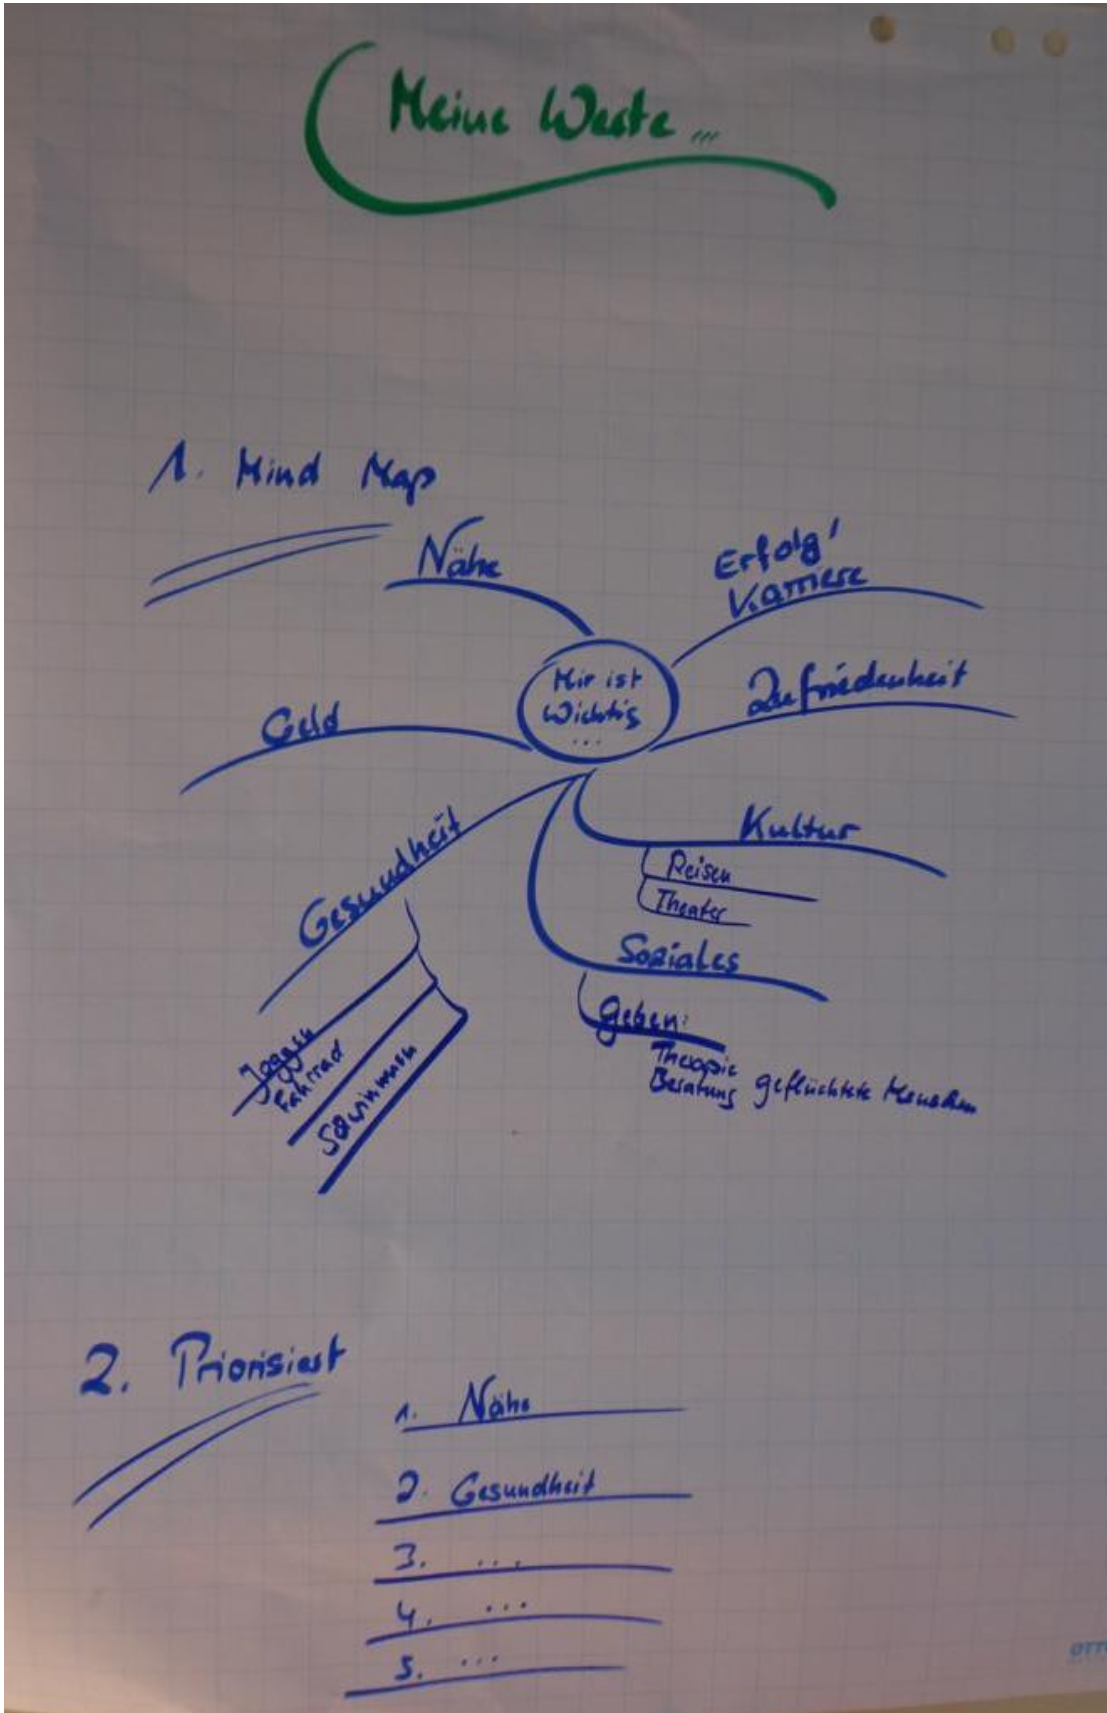 Meine Werte...
1. Mind Map
Nähe
Erfolg/
Karriere
Mir ist
Wichtig
...
Zufriedenheit
Geld
Kultur
Reisen
Theater
Gesundheit
Joggen
Fahrrad
Schwimmen
Soziales
Geben:
Therapie
Beratung geflüchtete Menschen
2. Priorisiert
1. Nähe
2. Gesundheit
3. ...
4. ...
5. ...